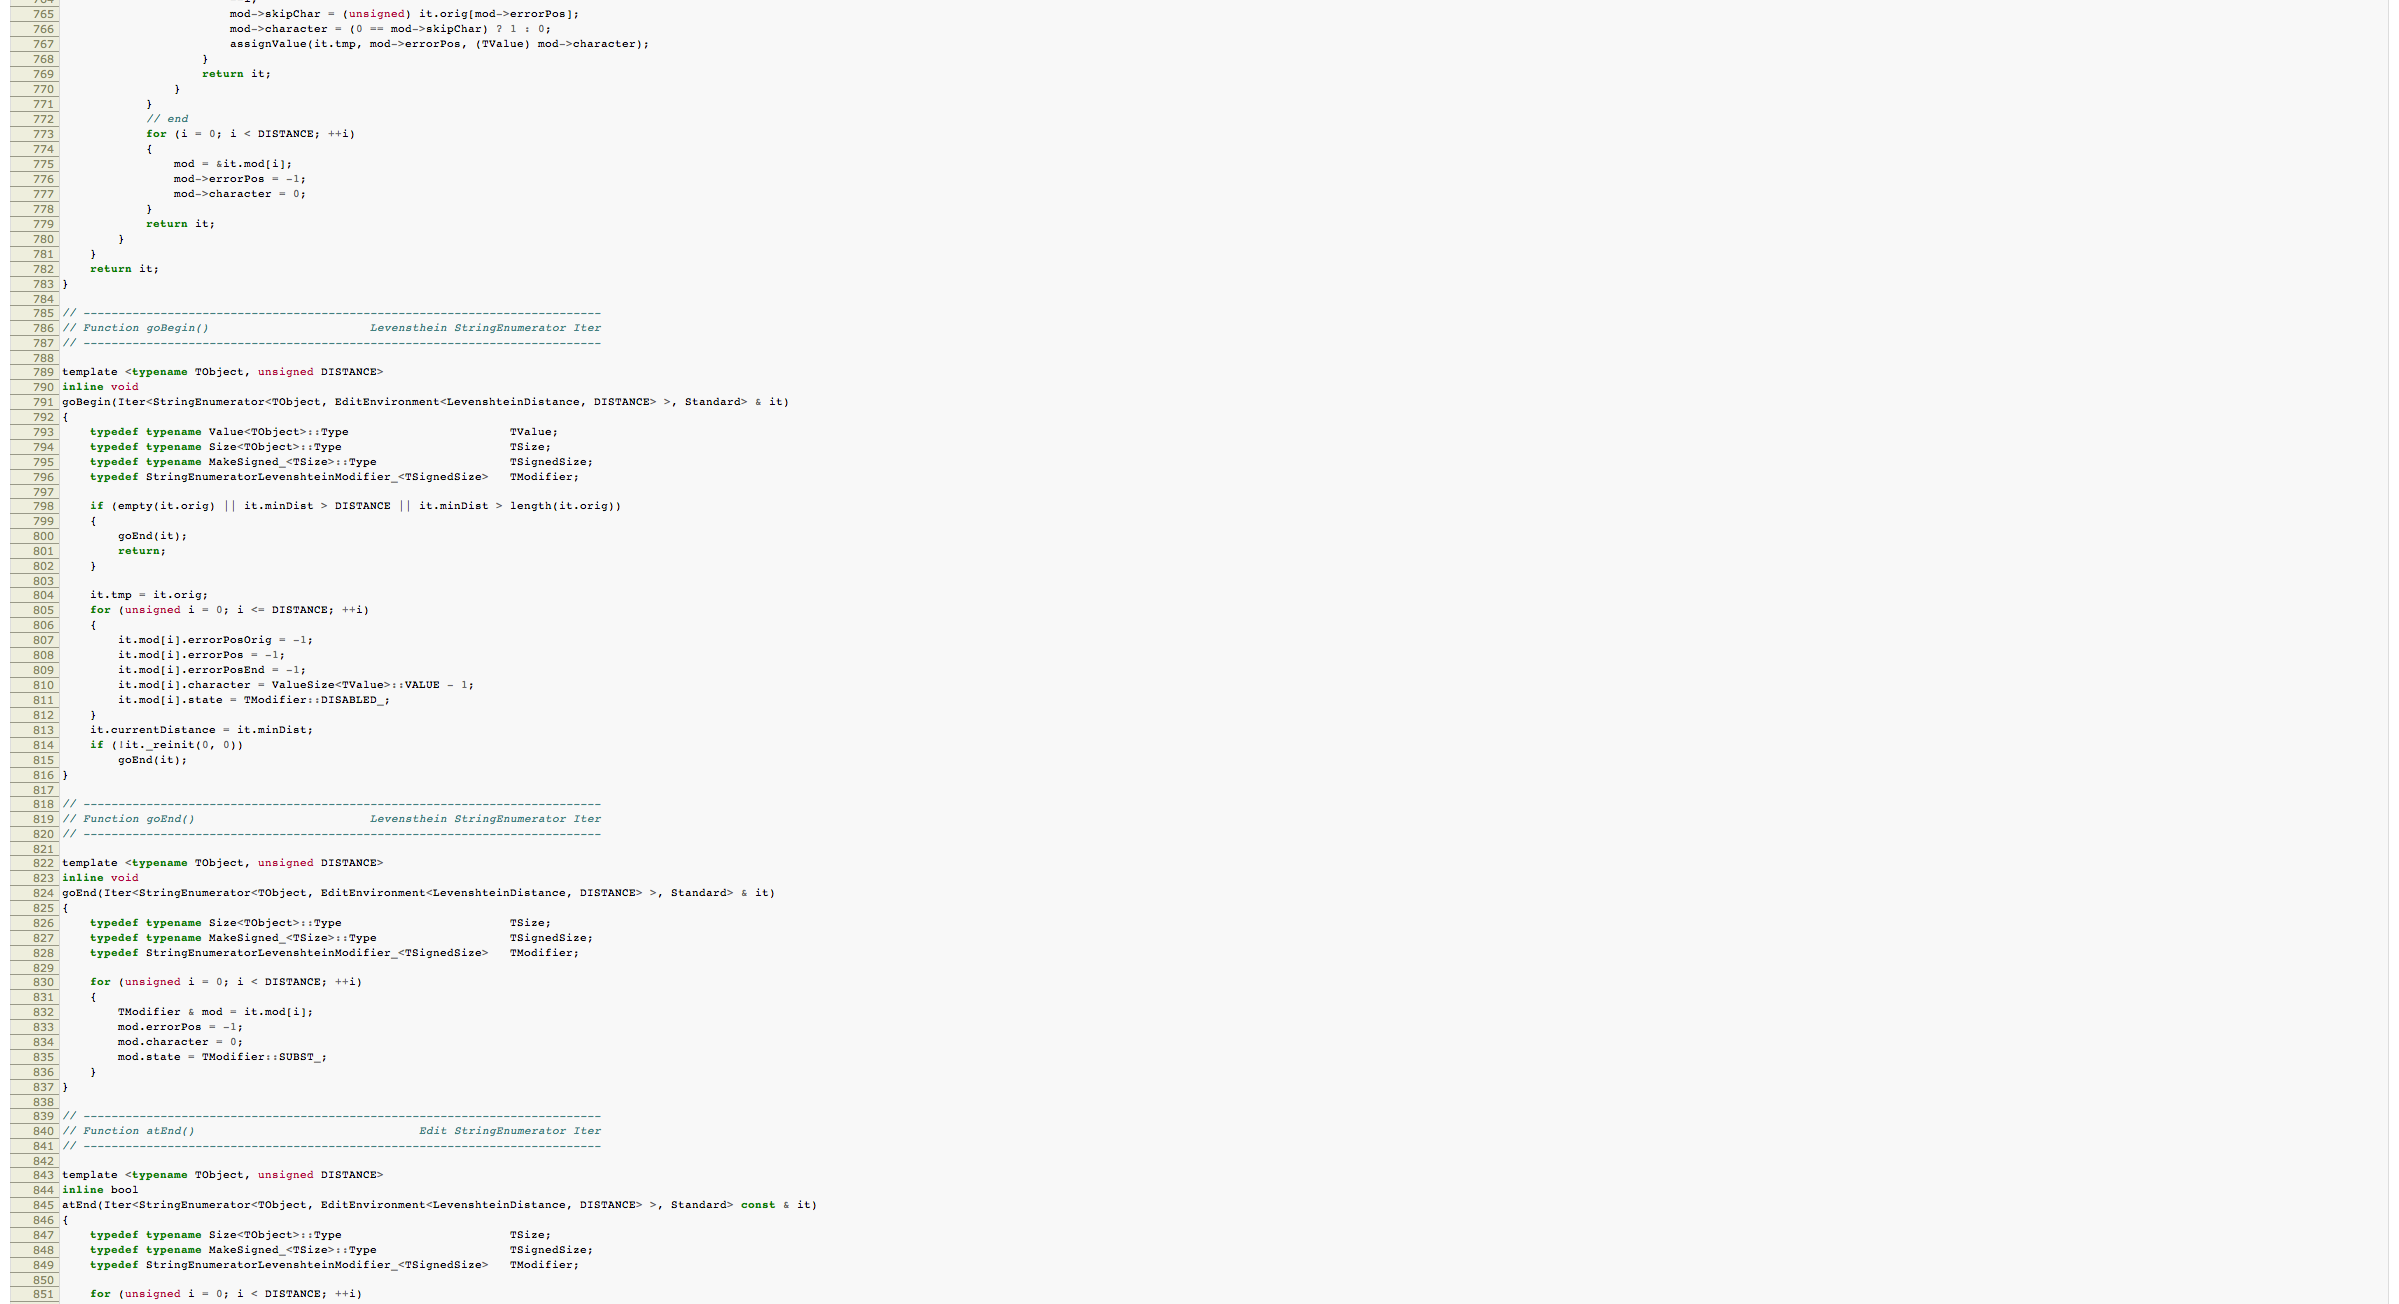 765 mod->skipChar = (unsigned) it.orig[mod->errorPos];
766 mod->character = (0 == mod->skipChar) ? 1 : 0;
767 assignValue(it.tmp, mod->errorPos, (TValue) mod->character);
768 }
769 return it;
770 }
771 }
772 // end
773 for (i = 0; i < DISTANCE; ++i)
774 {
775 mod = &it.mod[i];
776 mod->errorPos = -1;
777 mod->character = 0;
778 }
779 return it;
780 }
781 }
782 return it;
783 }
784
785 // --------------------------------------------------------------------------
786 // Function goBegin() Levensthein StringEnumerator Iter
787 // --------------------------------------------------------------------------
788
789 template <typename TObject, unsigned DISTANCE>
790 inline void
791 goBegin(Iter<StringEnumerator<TObject, EditEnvironment<LevenshteinDistance, DISTANCE> >, Standard> & it)
792 {
793 typedef typename Value<TObject>::Type TValue;
794 typedef typename Size<TObject>::Type TSize;
795 typedef typename MakeSigned_<TSize>::Type TSignedSize;
796 typedef StringEnumeratorLevenshteinModifier_<TSignedSize> TModifier;
797
798 if (empty(it.orig) || it.minDist > DISTANCE || it.minDist > length(it.orig))
799 {
800 goEnd(it);
801 return;
802 }
803
804 it.tmp = it.orig;
805 for (unsigned i = 0; i <= DISTANCE; ++i)
806 {
807 it.mod[i].errorPosOrig = -1;
808 it.mod[i].errorPos = -1;
809 it.mod[i].errorPosEnd = -1;
810 it.mod[i].character = ValueSize<TValue>::VALUE - 1;
811 it.mod[i].state = TModifier::DISABLED_;
812 }
813 it.currentDistance = it.minDist;
814 if (!it._reinit(0, 0))
815 goEnd(it);
816 }
817
818 // --------------------------------------------------------------------------
819 // Function goEnd() Levensthein StringEnumerator Iter
820 // --------------------------------------------------------------------------
821
822 template <typename TObject, unsigned DISTANCE>
823 inline void
824 goEnd(Iter<StringEnumerator<TObject, EditEnvironment<LevenshteinDistance, DISTANCE> >, Standard> & it)
825 {
826 typedef typename Size<TObject>::Type TSize;
827 typedef typename MakeSigned_<TSize>::Type TSignedSize;
828 typedef StringEnumeratorLevenshteinModifier_<TSignedSize> TModifier;
829
830 for (unsigned i = 0; i < DISTANCE; ++i)
831 {
832 TModifier & mod = it.mod[i];
833 mod.errorPos = -1;
834 mod.character = 0;
835 mod.state = TModifier::SUBST_;
836 }
837 }
838
839 // --------------------------------------------------------------------------
840 // Function atEnd() Edit StringEnumerator Iter
841 // --------------------------------------------------------------------------
842
843 template <typename TObject, unsigned DISTANCE>
844 inline bool
845 atEnd(Iter<StringEnumerator<TObject, EditEnvironment<LevenshteinDistance, DISTANCE> >, Standard> const & it)
846 {
847 typedef typename Size<TObject>::Type TSize;
848 typedef typename MakeSigned_<TSize>::Type TSignedSize;
849 typedef StringEnumeratorLevenshteinModifier_<TSignedSize> TModifier;
850
851 for (unsigned i = 0; i < DISTANCE; ++i)